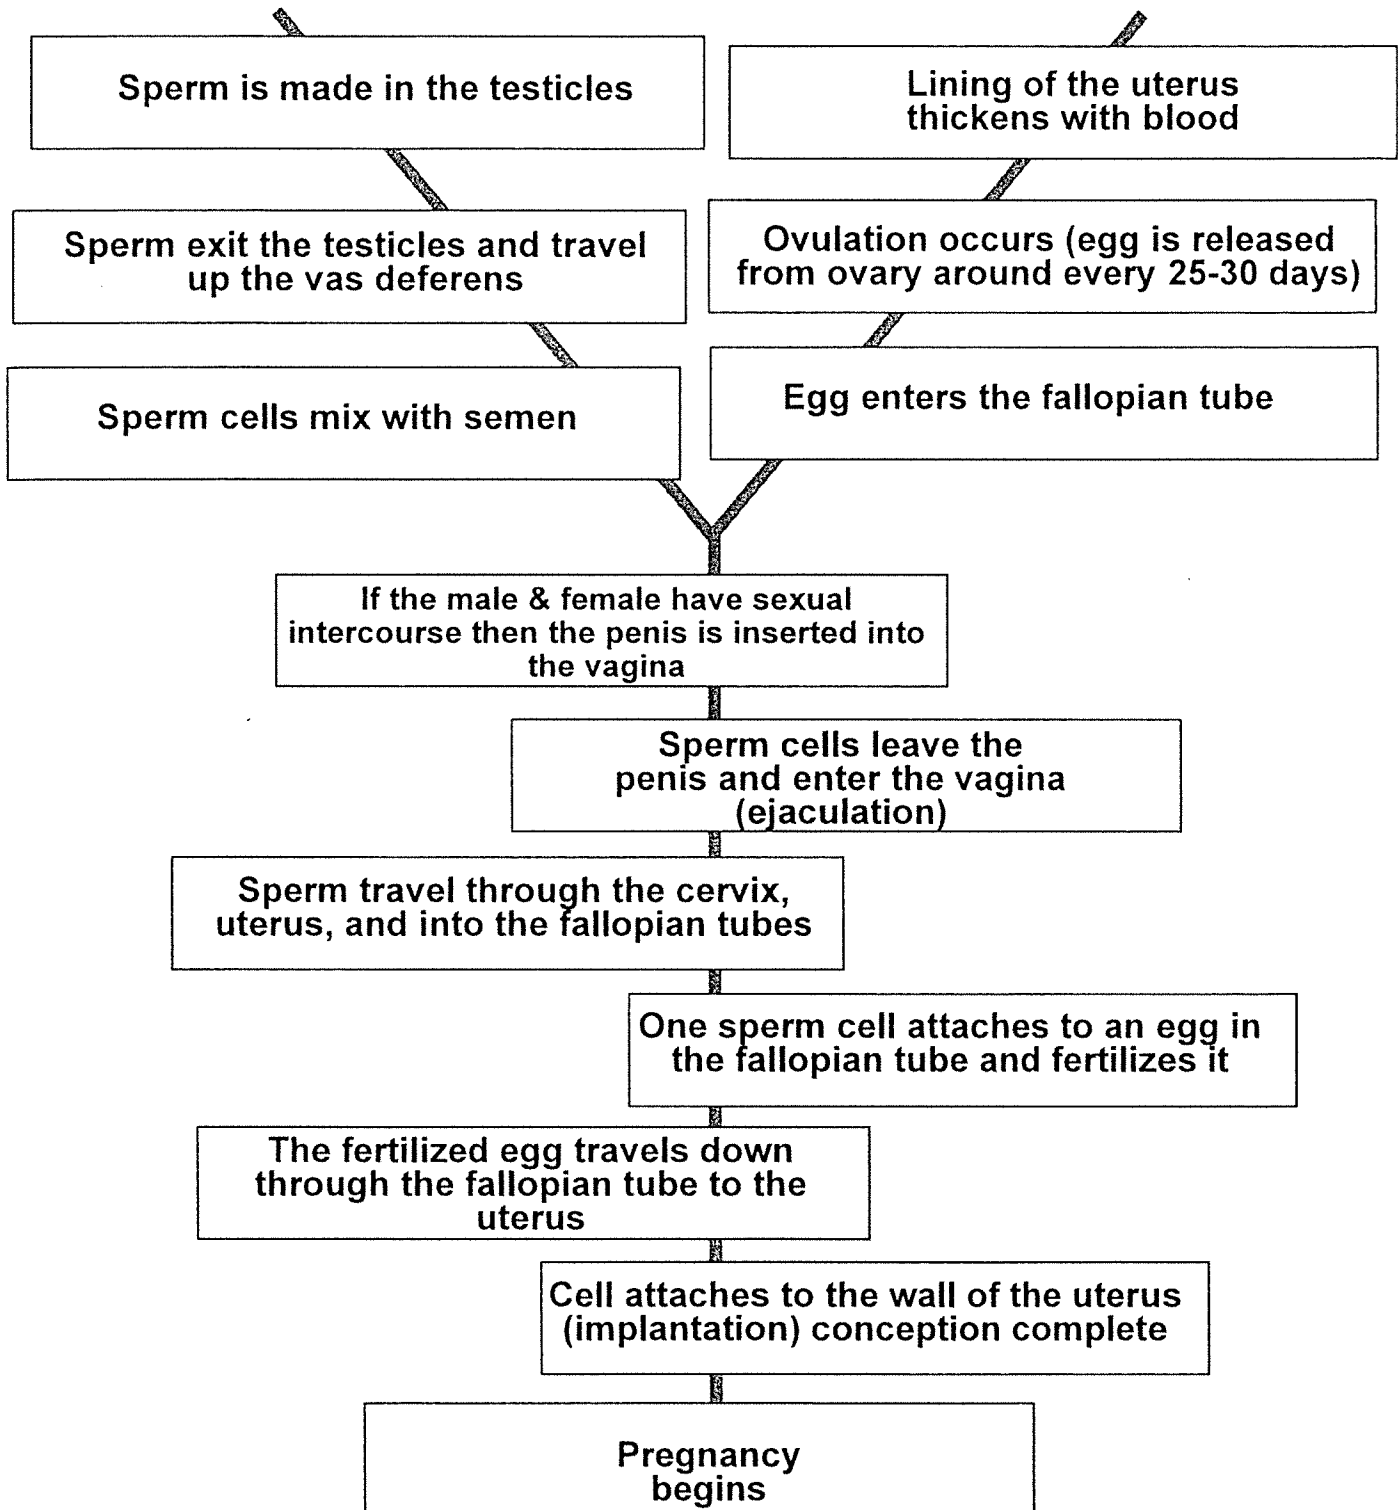 Sperm is made in the testicles
Lining of the uterus
thickens with blood
Sperm exit the testicles and travel
up the vas deferens
Ovulation occurs (egg is released
from ovary around every 25-30 days)
Sperm cells mix with semen
Egg enters the fallopian tube
If the male & female have sexual
intercourse then the penis is inserted into
the vagina
Sperm cells leave the
penis and enter the vagina
(ejaculation)
Sperm travel through the cervix,
uterus, and into the fallopian tubes
One sperm cell attaches to an egg in
the fallopian tube and fertilizes it
The fertilized egg travels down
through the fallopian tube to the
uterus
Cell attaches to the wall of the uterus
(implantation) conception complete
Pregnancy
begins